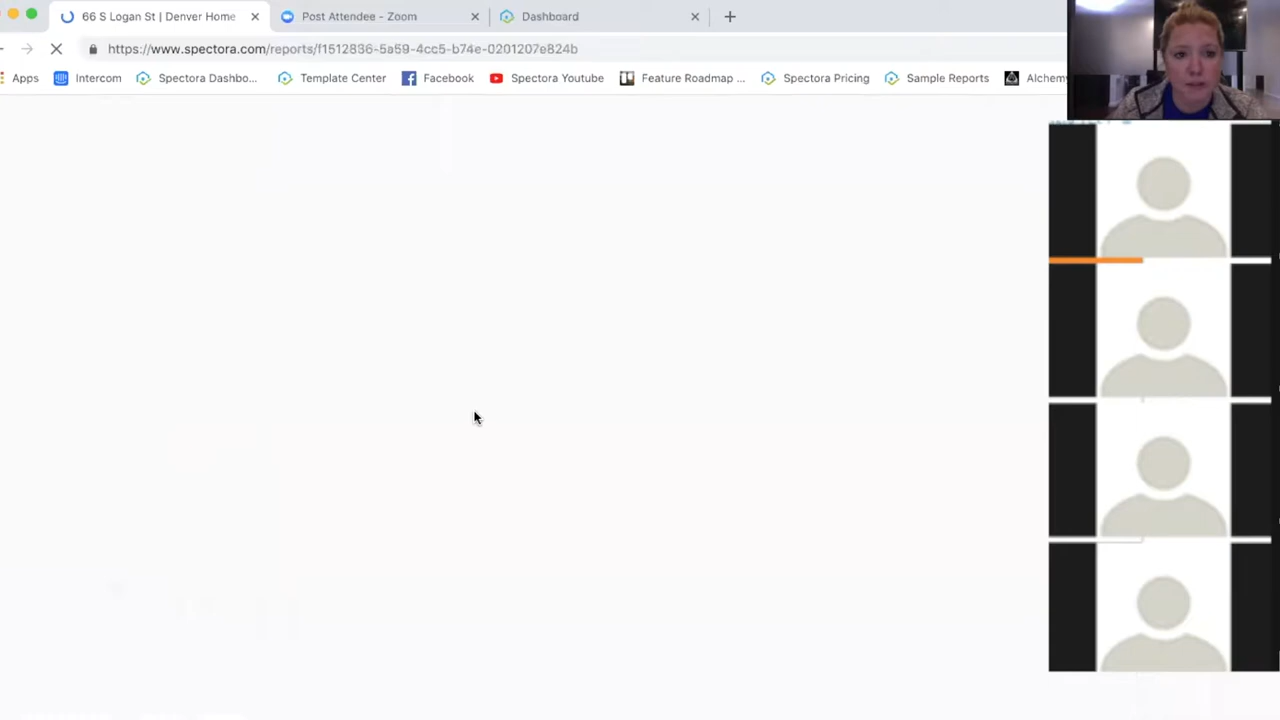 66 S Logan St | Denver Home
Post Attendee - Zoom
Dashboard
https://www.spectora.com/reports/f1512836-5a59-4cc5-b74e-0201207e824b
Apps
Intercom
Spectora Dashbo...
Template Center
Facebook
Spectora Youtube
Feature Roadmap ...
Spectora Pricing
Sample Reports
Alchemy